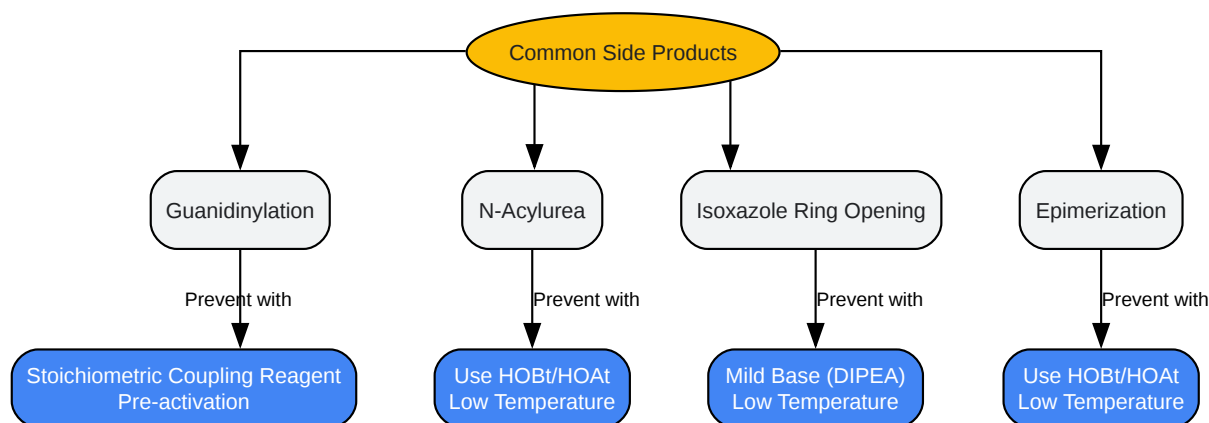 Common Side Products
Guanidinylation
N-Acylurea
Isoxazole Ring Opening
Epimerization
Prevent with
Prevent with
Prevent with
Prevent with
Stoichiometric Coupling Reagent
Pre-activation
Use HOBt/HOAt
Low Temperature
Mild Base (DIPEA)
Low Temperature
Use HOBt/HOAt
Low Temperature